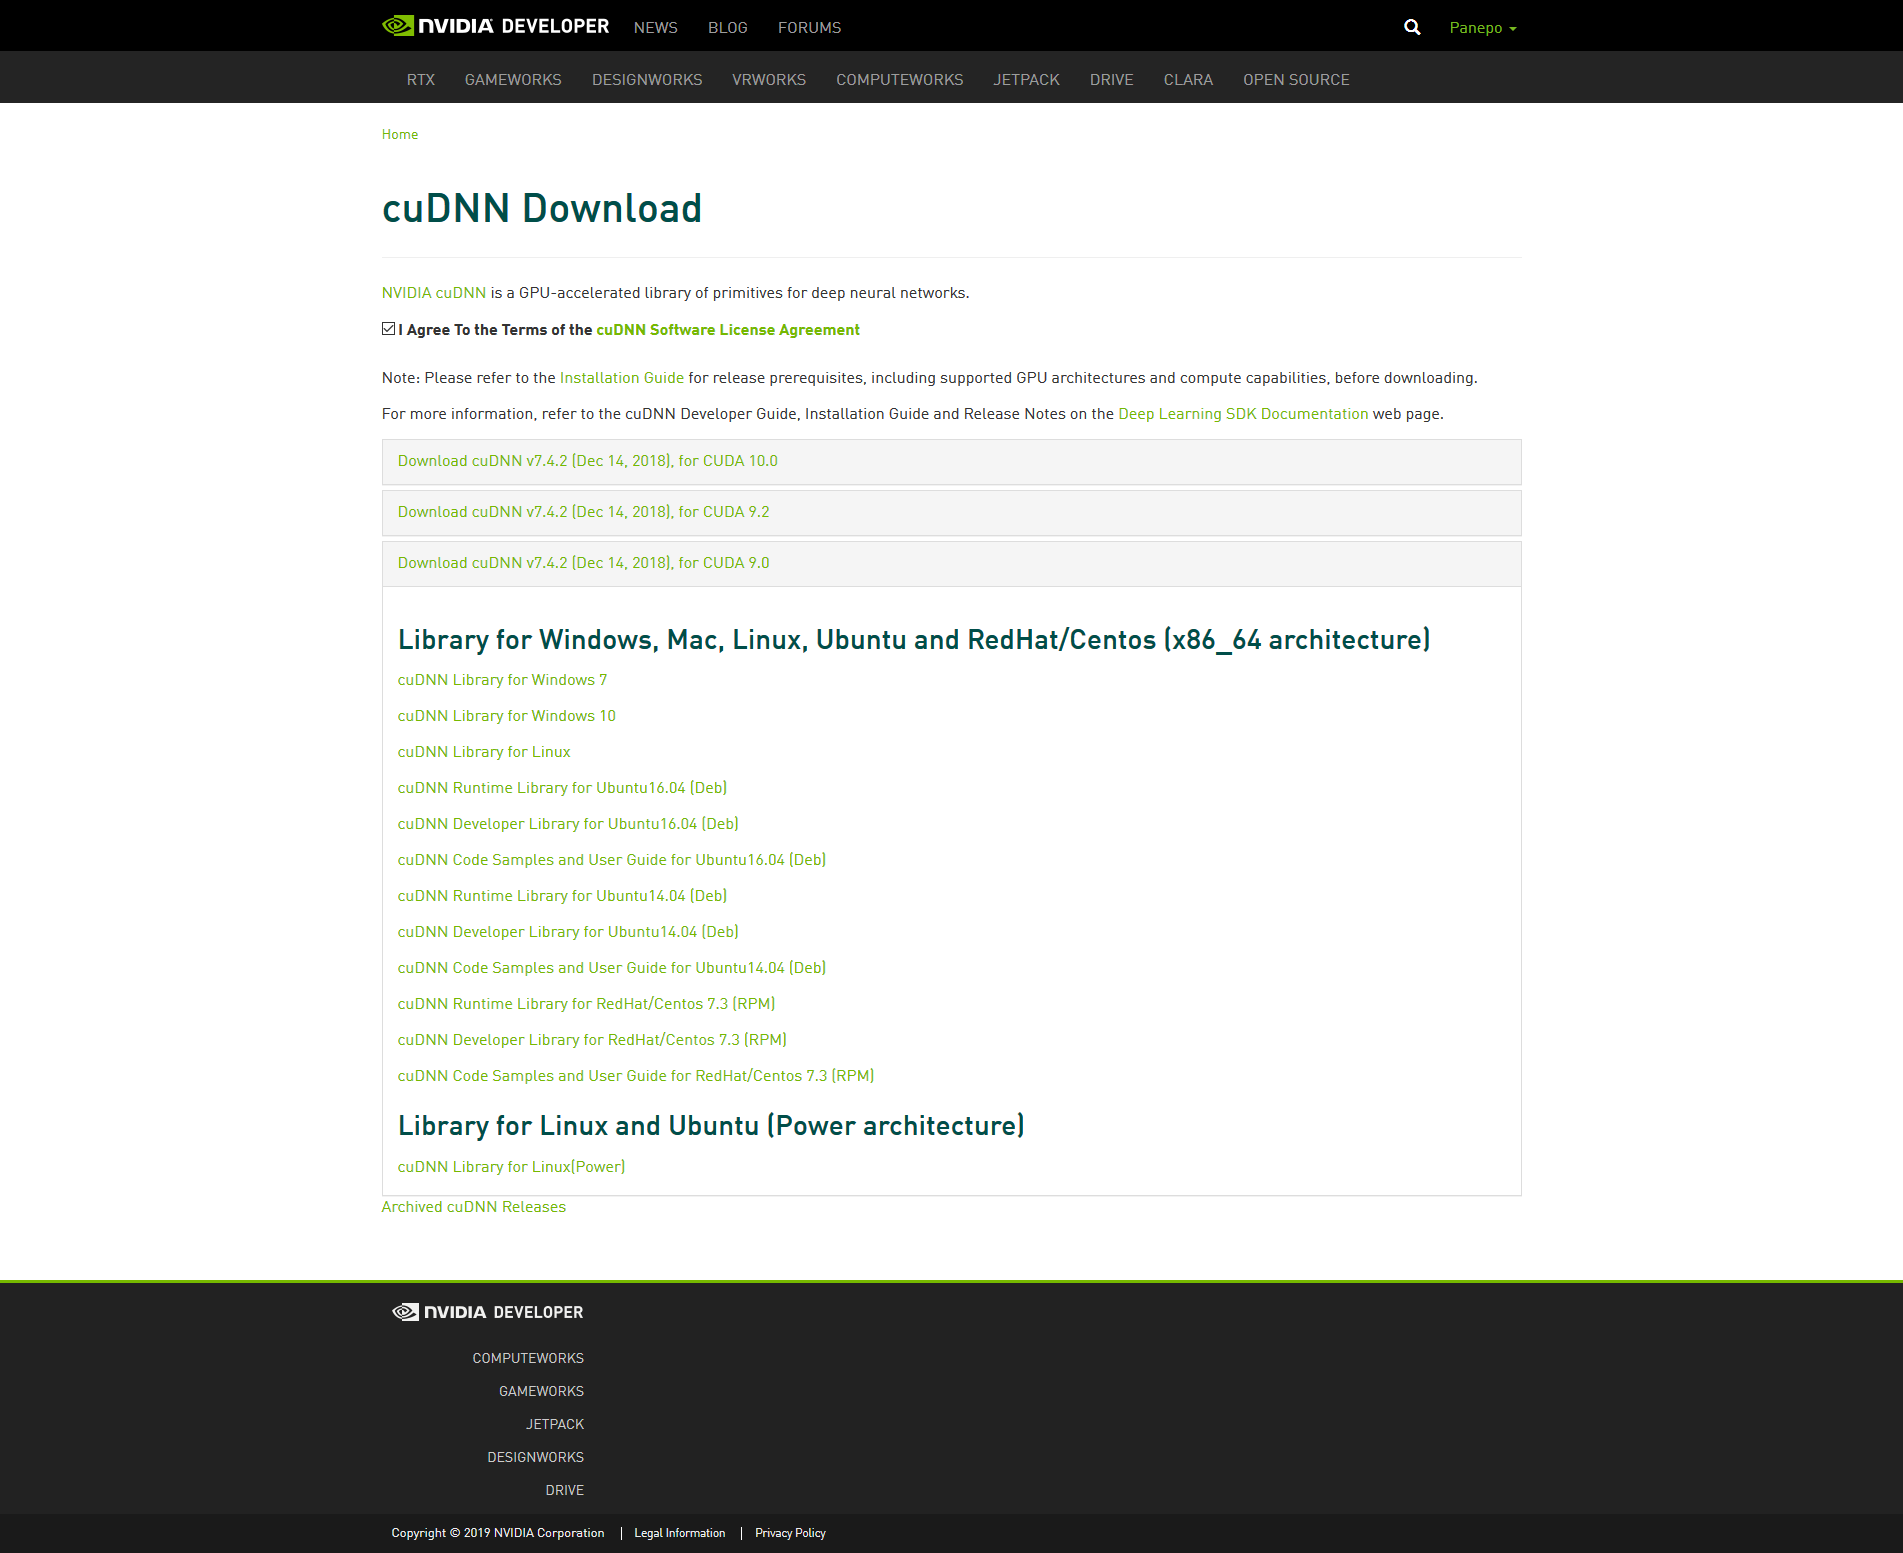 NVIDIA DEVELOPER NEWS BLOG FORUMS Panepo
RTX GAMEWORKS DESIGNWORKS VRWORKS COMPUTEWORKS JETPACK DRIVE CLARA OPEN SOURCE
Home
cuDNN Download
NVIDIA cuDNN is a GPU-accelerated library of primitives for deep neural networks.
I Agree To the Terms of the cuDNN Software License Agreement
Note: Please refer to the Installation Guide for release prerequisites, including supported GPU architectures and compute capabilities, before downloading.
For more information, refer to the cuDNN Developer Guide, Installation Guide and Release Notes on the Deep Learning SDK Documentation web page.
Download cuDNN v7.4.2 (Dec 14, 2018), for CUDA 10.0
Download cuDNN v7.4.2 (Dec 14, 2018), for CUDA 9.2
Download cuDNN v7.4.2 (Dec 14, 2018), for CUDA 9.0
Library for Windows, Mac, Linux, Ubuntu and RedHat/Centos (x86_64 architecture)
cuDNN Library for Windows 7
cuDNN Library for Windows 10
cuDNN Library for Linux
cuDNN Runtime Library for Ubuntu16.04 (Deb)
cuDNN Developer Library for Ubuntu16.04 (Deb)
cuDNN Code Samples and User Guide for Ubuntu16.04 (Deb)
cuDNN Runtime Library for Ubuntu14.04 (Deb)
cuDNN Developer Library for Ubuntu14.04 (Deb)
cuDNN Code Samples and User Guide for Ubuntu14.04 (Deb)
cuDNN Runtime Library for RedHat/Centos 7.3 (RPM)
cuDNN Developer Library for RedHat/Centos 7.3 (RPM)
cuDNN Code Samples and User Guide for RedHat/Centos 7.3 (RPM)
Library for Linux and Ubuntu (Power architecture)
cuDNN Library for Linux(Power)
Archived cuDNN Releases
NVIDIA DEVELOPER
COMPUTEWORKS
GAMEWORKS
JETPACK
DESIGNWORKS
DRIVE
Copyright © 2019 NVIDIA Corporation | Legal Information | Privacy Policy